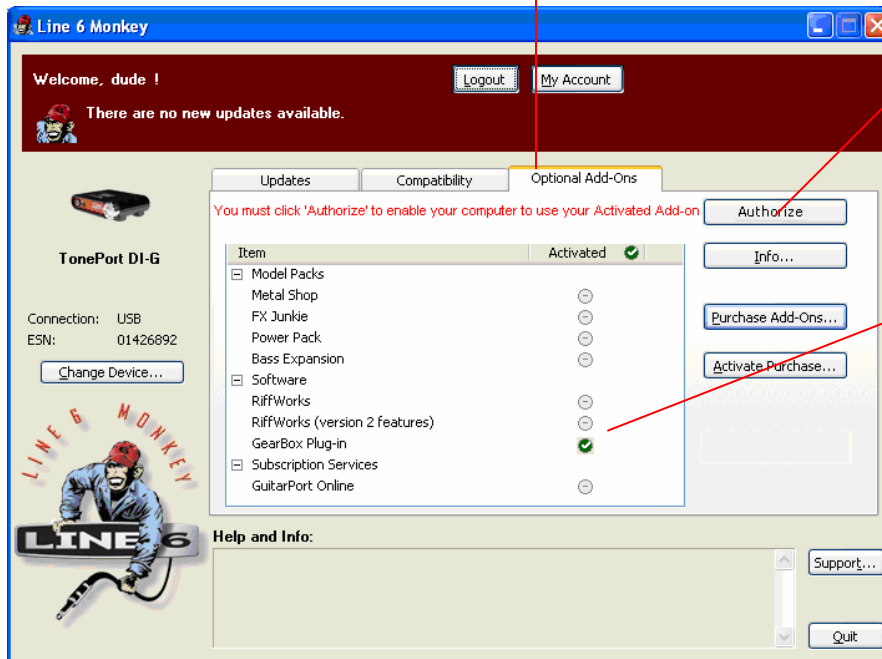 Line 6 Monkey
Welcome, dude !
Logout
My Account
There are no new updates available.
Updates
Compatibility
Optional Add-Ons
You must click 'Authorize' to enable your computer to use your Activated Add-on
Authorize
TonePort DI-G
Item
Activated
Info...
Model Packs
Metal Shop
FX Junkie
Power Pack
Bass Expansion
Software
RiffWorks
RiffWorks (version 2 features)
GearBox Plug-in
Subscription Services
GuitarPort Online
Purchase Add-Ons...
Activate Purchase...
Connection: USB
ESN: 01426892
Change Device...
LINE 6 MONKEY
LINE 6
Help and Info:
Support...
Quit